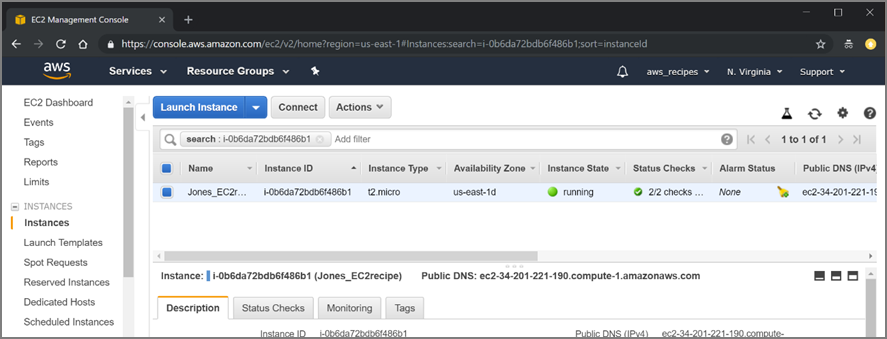 EC2 Management Console
https://console.aws.amazon.com/ec2/v2/home?region=us-east-1#Instances:search=i-0b6da72bdb6f486b1;sort=instanceId
aws Services Resource Groups aws_recipes N. Virginia Support
EC2 Dashboard
Events
Tags
Reports
Limits
INSTANCES
Instances
Launch Templates
Spot Requests
Reserved Instances
Dedicated Hosts
Scheduled Instances
Launch Instance Connect Actions
search : i-0b6da72bdb6f486b1 Add filter 1 to 1 of 1
Name Instance ID Instance Type Availability Zone Instance State Status Checks Alarm Status Public DNS (IPv4)
Jones_EC2r... i-0b6da72bdb6f486b1 t2.micro us-east-1d running 2/2 checks ... None ec2-34-201-221-19
Instance: i-0b6da72bdb6f486b1 (Jones_EC2recipe) Public DNS: ec2-34-201-221-190.compute-1.amazonaws.com
Description Status Checks Monitoring Tags
Instance ID i-0b6da72bdb6f486b1 Public DNS (IPv4) ec2-34-201-221-190.compute-